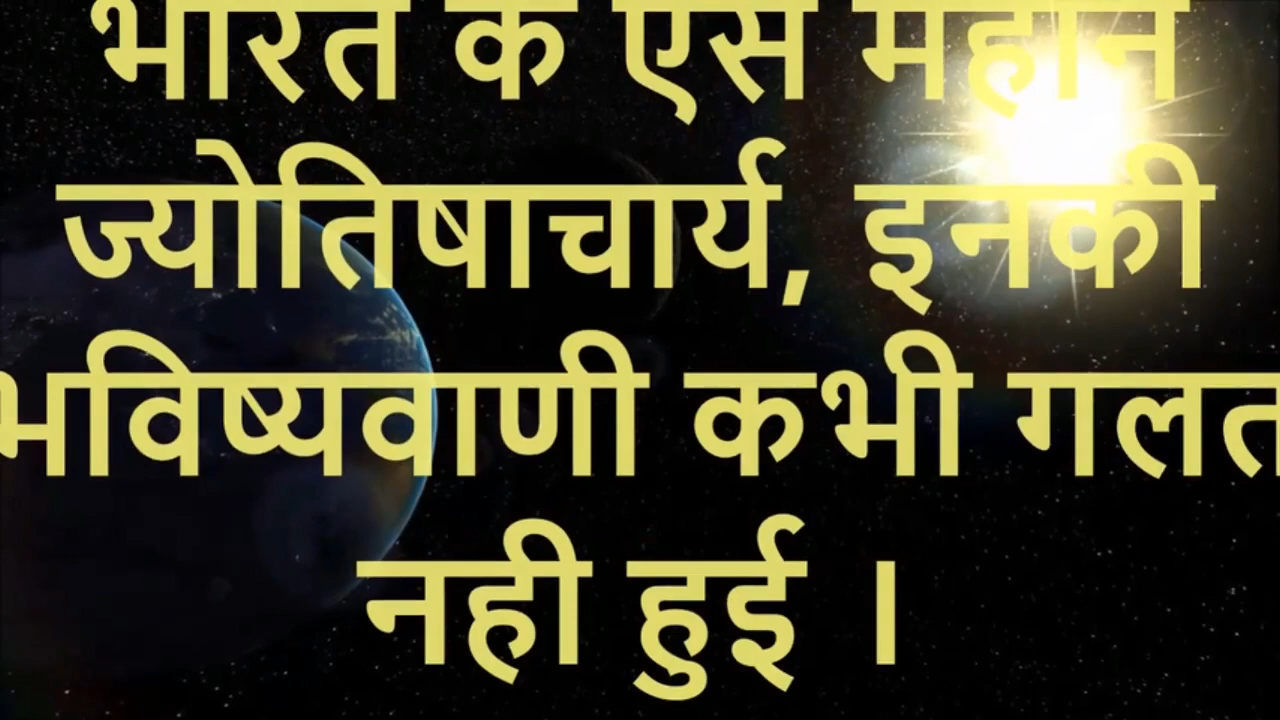 भारत के ऐसे महान
ज्योतिषाचार्य, इनकी
भविष्यवाणी कभी गलत
नही हुई ।